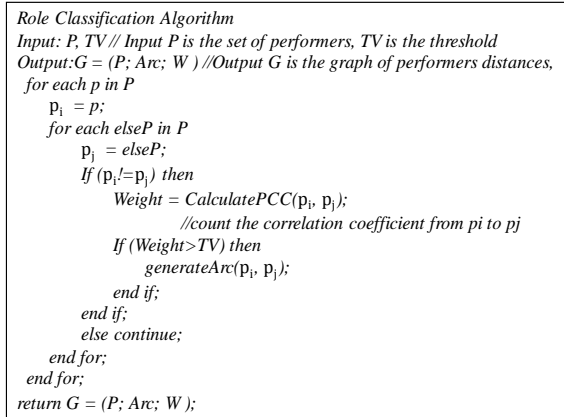 Role Classification Algorithm
Input: P, TV // Input P is the set of performers, TV is the threshold
Output:G = (P; Arc; W ) //Output G is the graph of performers distances,
for each p in P
pᵢ = p;
for each elseP in P
pⱼ = elseP;
If (pᵢ!=pⱼ) then
Weight = CalculatePCC(pᵢ, pⱼ);
//count the correlation coefficient from pi to pj
If (Weight>TV) then
generateArc(pᵢ, pⱼ);
end if;
end if;
else continue;
end for;
end for;
return G = (P; Arc; W );